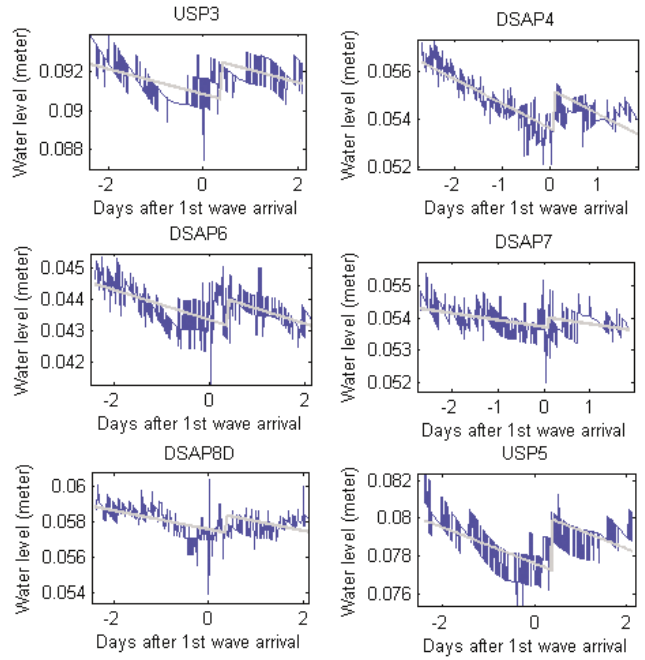 USP3
Water level (meter)
0.092
0.09
0.088
-2 0 2
Days after 1st wave arrival
DSAP4
Water level (meter)
0.056
0.054
0.052
-2 -1 0 1
Days after 1st wave arrival
DSAP6
Water level (meter)
0.045
0.044
0.043
0.042
-2 0 2
Days after 1st wave arrival
DSAP7
Water level (meter)
0.055
0.054
0.053
0.052
-2 -1 0 1
Days after 1st wave arrival
DSAP8D
Water level (meter)
0.06
0.058
0.056
0.054
-2 0 2
Days after 1st wave arrival
USP5
Water level (meter)
0.082
0.08
0.078
0.076
-2 0 2
Days after 1st wave arrival